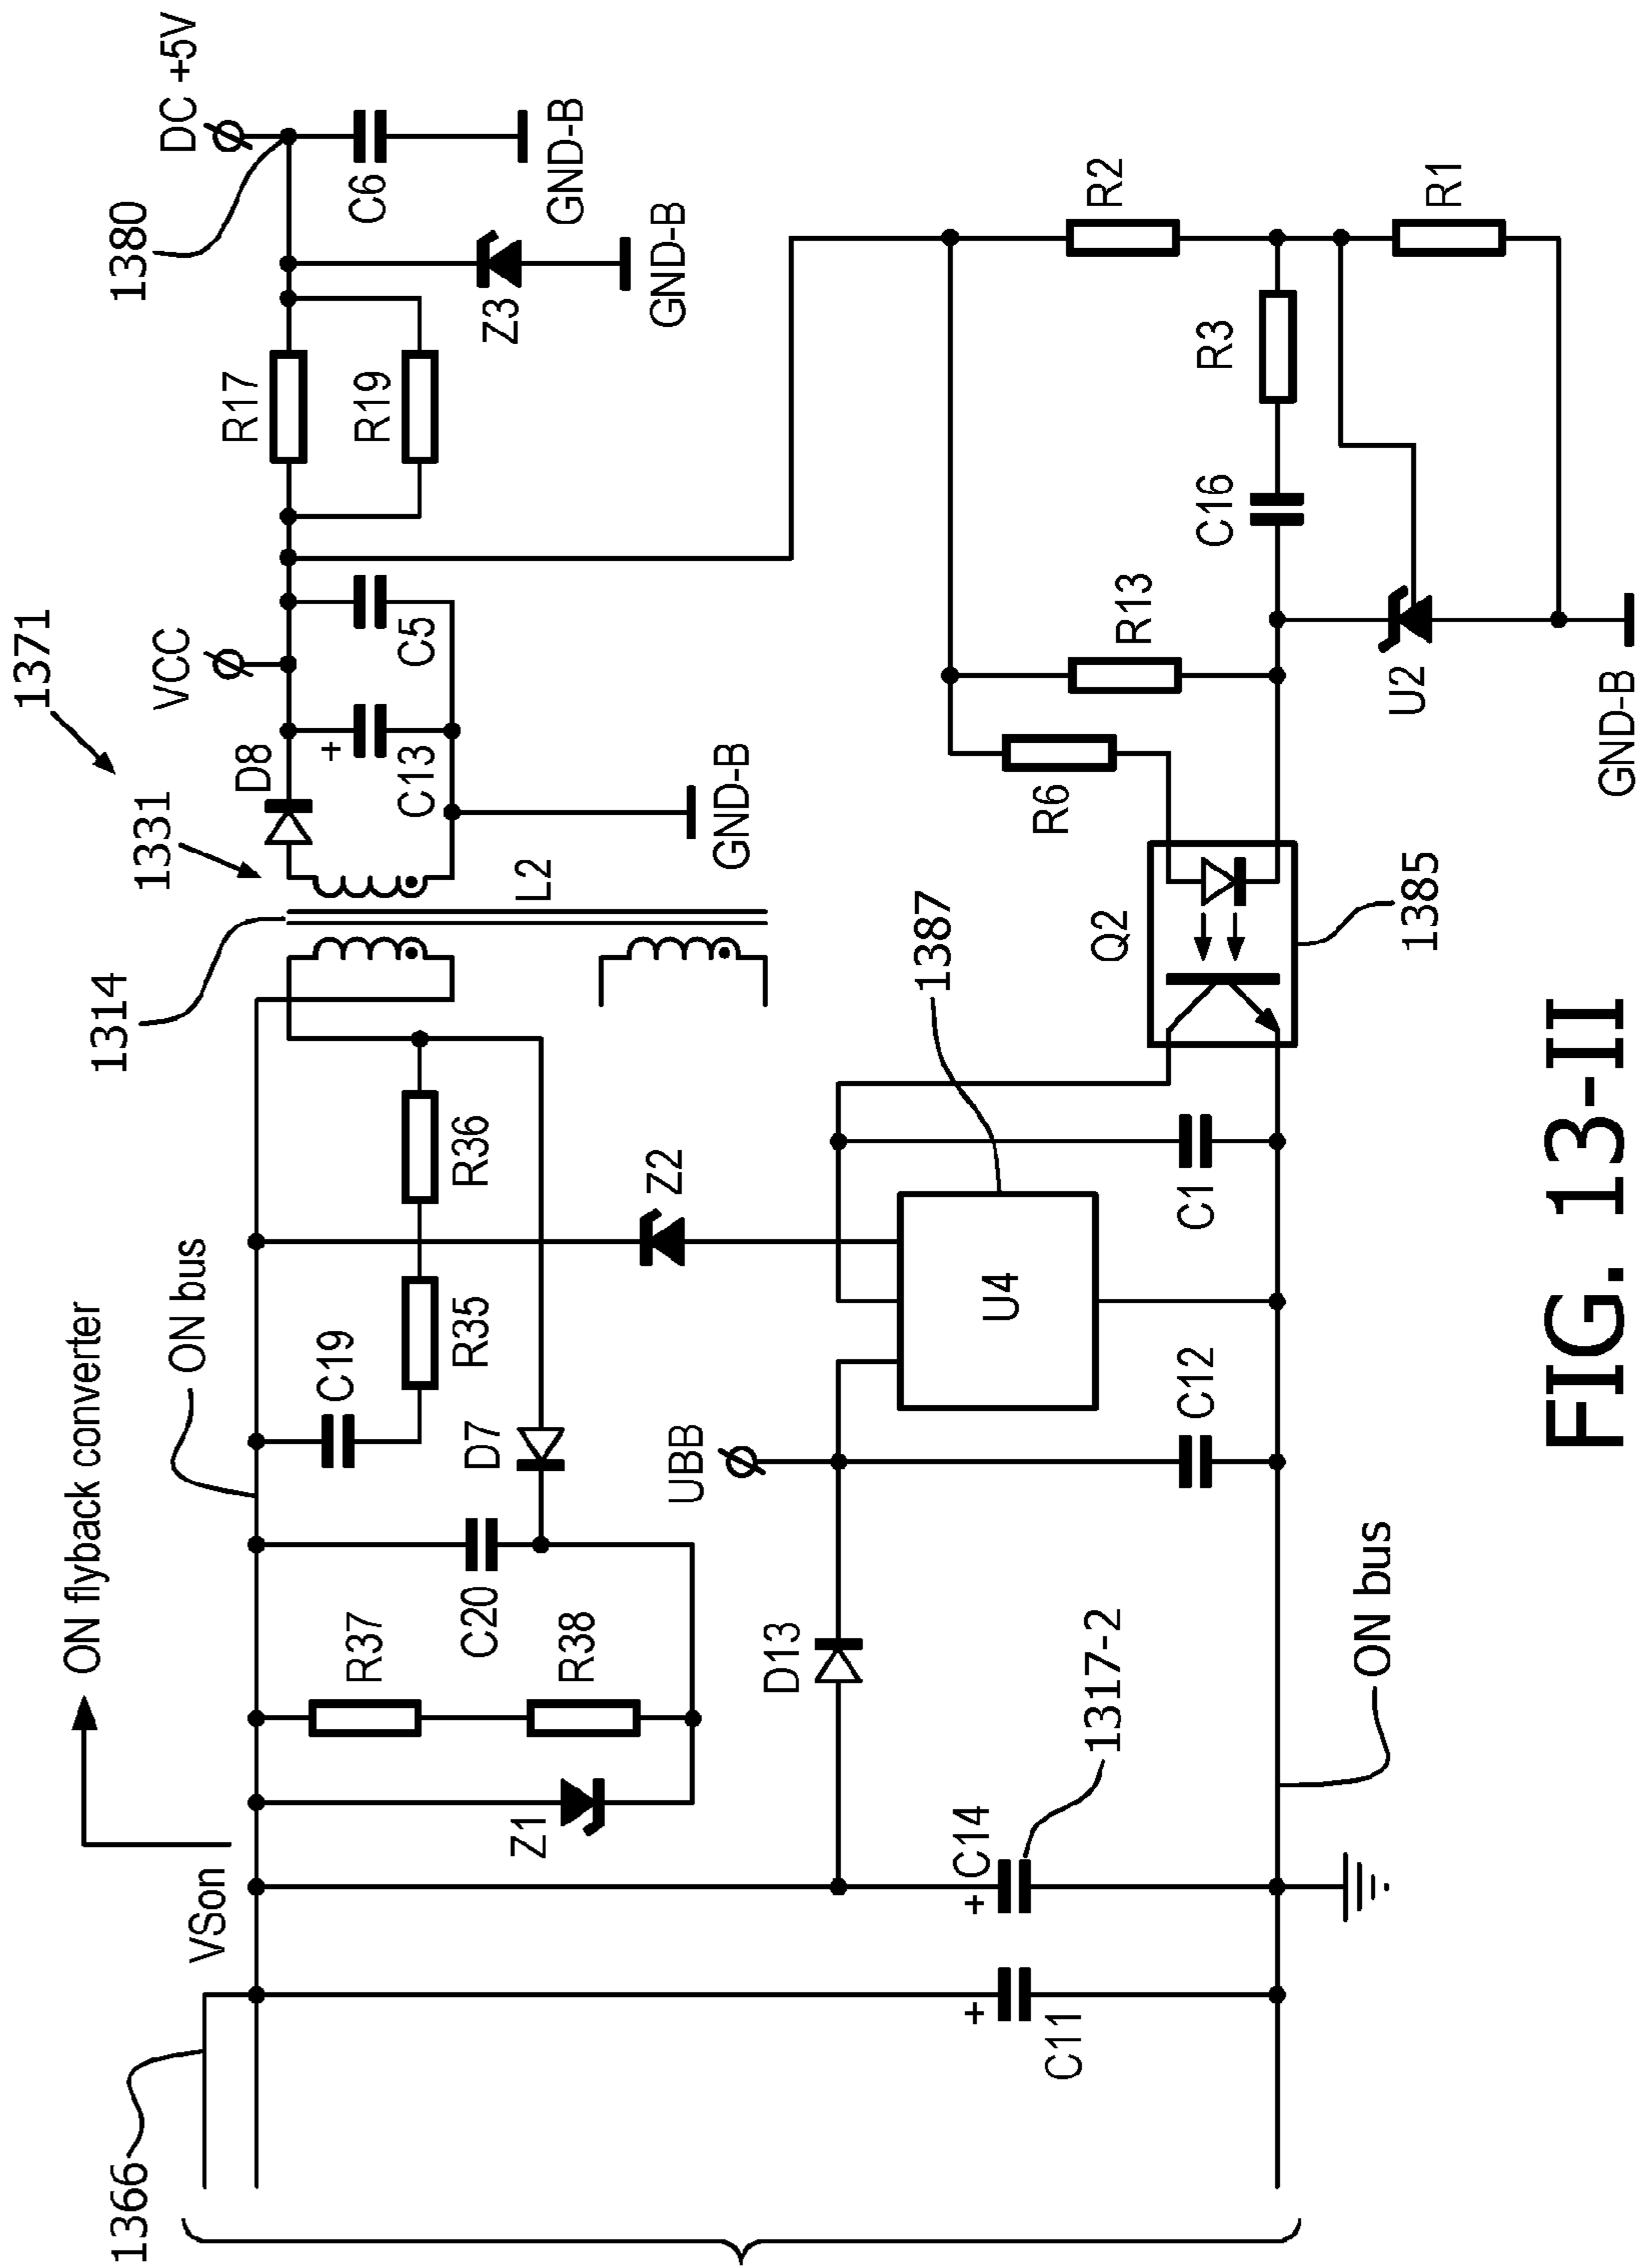 1371
1380
DC +5V
VCC
1331
D8
R17
C6
1314
R19
C5
Z3
GND-B
C13
+
GND-B
L2
GND-B
ON flyback converter
ON bus
VSon
1366
C19
R36
R35
R37
D7
C20
R38
Z1
Z2
UBB
1387
D13
R2
R6
R13
R3
R1
C16
Q2
U2
GND-B
1385
U4
C1
C12
C14
+
1317-2
C11
+
ON bus
FIG. 13-II